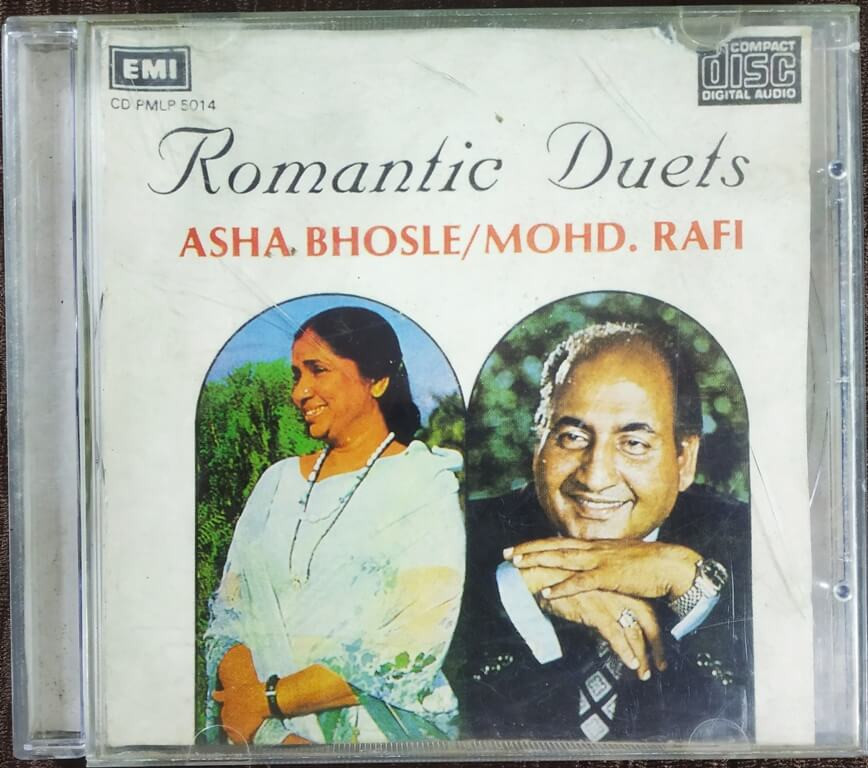 EMI
CD PMLP 5014
COMPACT
disc
DIGITAL AUDIO
Romantic Duets
ASHA BHOSLE/MOHD. RAFI